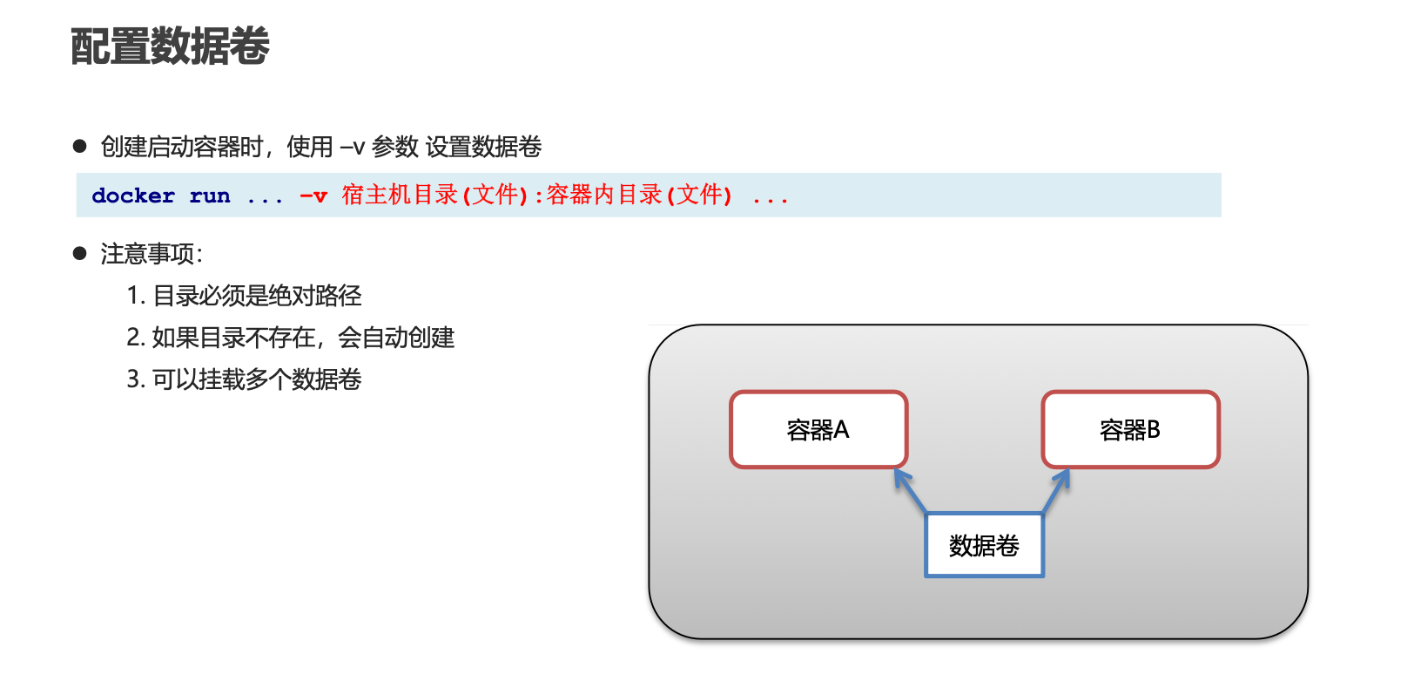 配置数据卷
● 创建启动容器时，使用 –v 参数 设置数据卷
docker run ... –v 宿主机目录(文件):容器内目录(文件) ...
● 注意事项：
1. 目录必须是绝对路径
2. 如果目录不存在，会自动创建
3. 可以挂载多个数据卷
容器A
容器B
数据卷